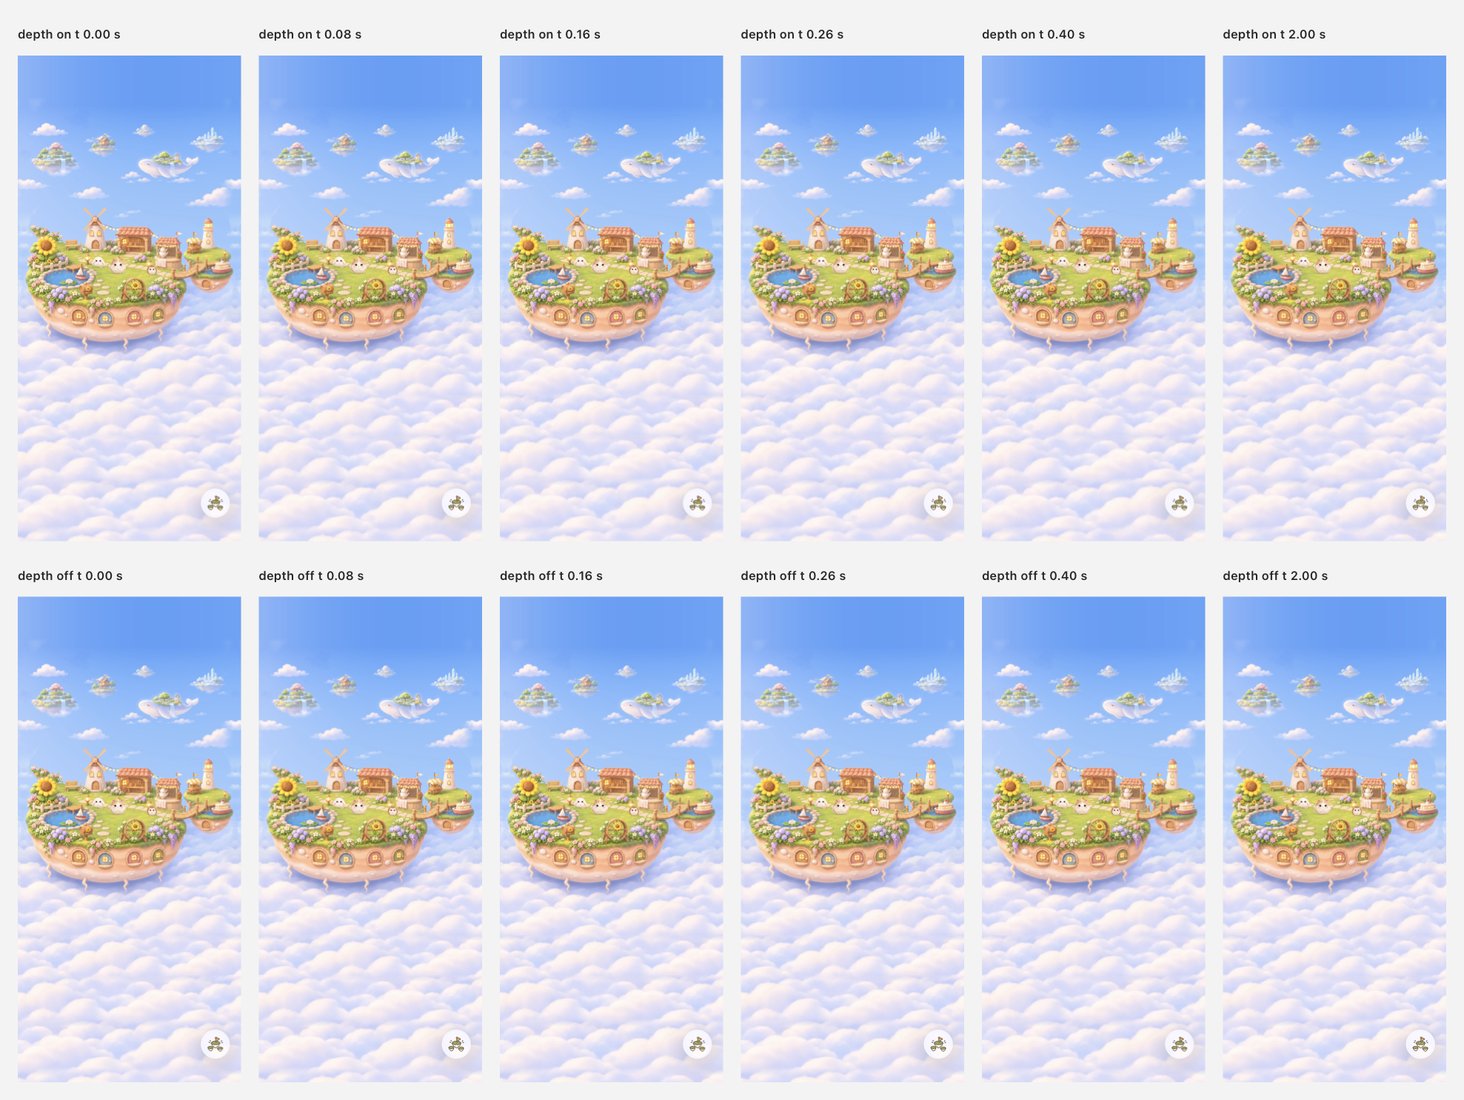 depth on t 0.00 s
depth on t 0.08 s
depth on t 0.16 s
depth on t 0.26 s
depth on t 0.40 s
depth on t 2.00 s
depth off t 0.00 s
depth off t 0.08 s
depth off t 0.16 s
depth off t 0.26 s
depth off t 0.40 s
depth off t 2.00 s